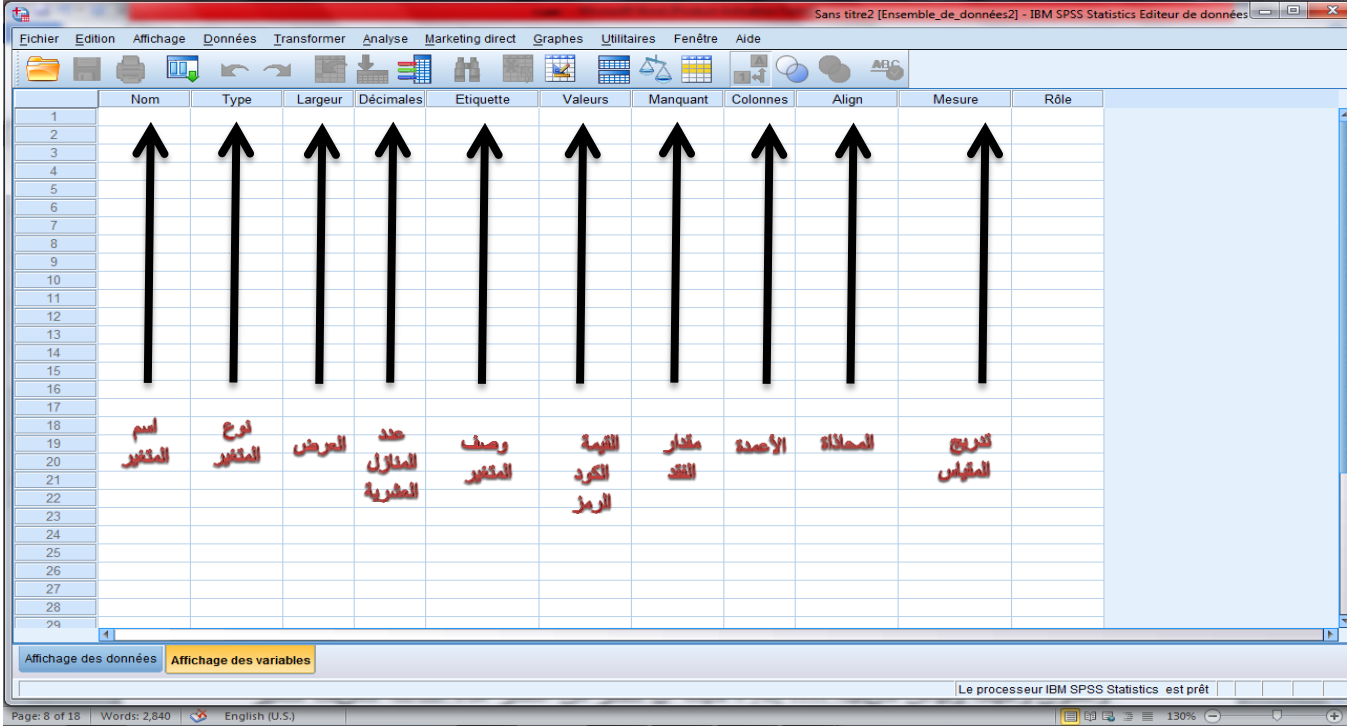 Sans titre2 [Ensemble_de_données2] - IBM SPSS Statistics Editeur de données
Fichier Edition Affichage Données Transformer Analyse Marketing direct Graphes Utilitaires Fenêtre Aide
Nom Type Largeur Décimales Etiquette Valeurs Manquant Colonnes Align Mesure Rôle
1
2
3
4
5
6
7
8
9
10
11
12
13
14
15
16
17
18
19
20
21
22
23
24
25
26
27
28
29
اسم
المتغير
نوع
المتغير
العرض
عدد
المنازل
العشرية
وصف
المتغير
القيمة
الكود
الرمز
مقدار
الفقد
الأعمدة
المحاذاة
تدريج
المقياس
Affichage des données Affichage des variables
Le processeur IBM SPSS Statistics est prêt
Page: 8 of 18 Words: 2,840 English (U.S.) 130%